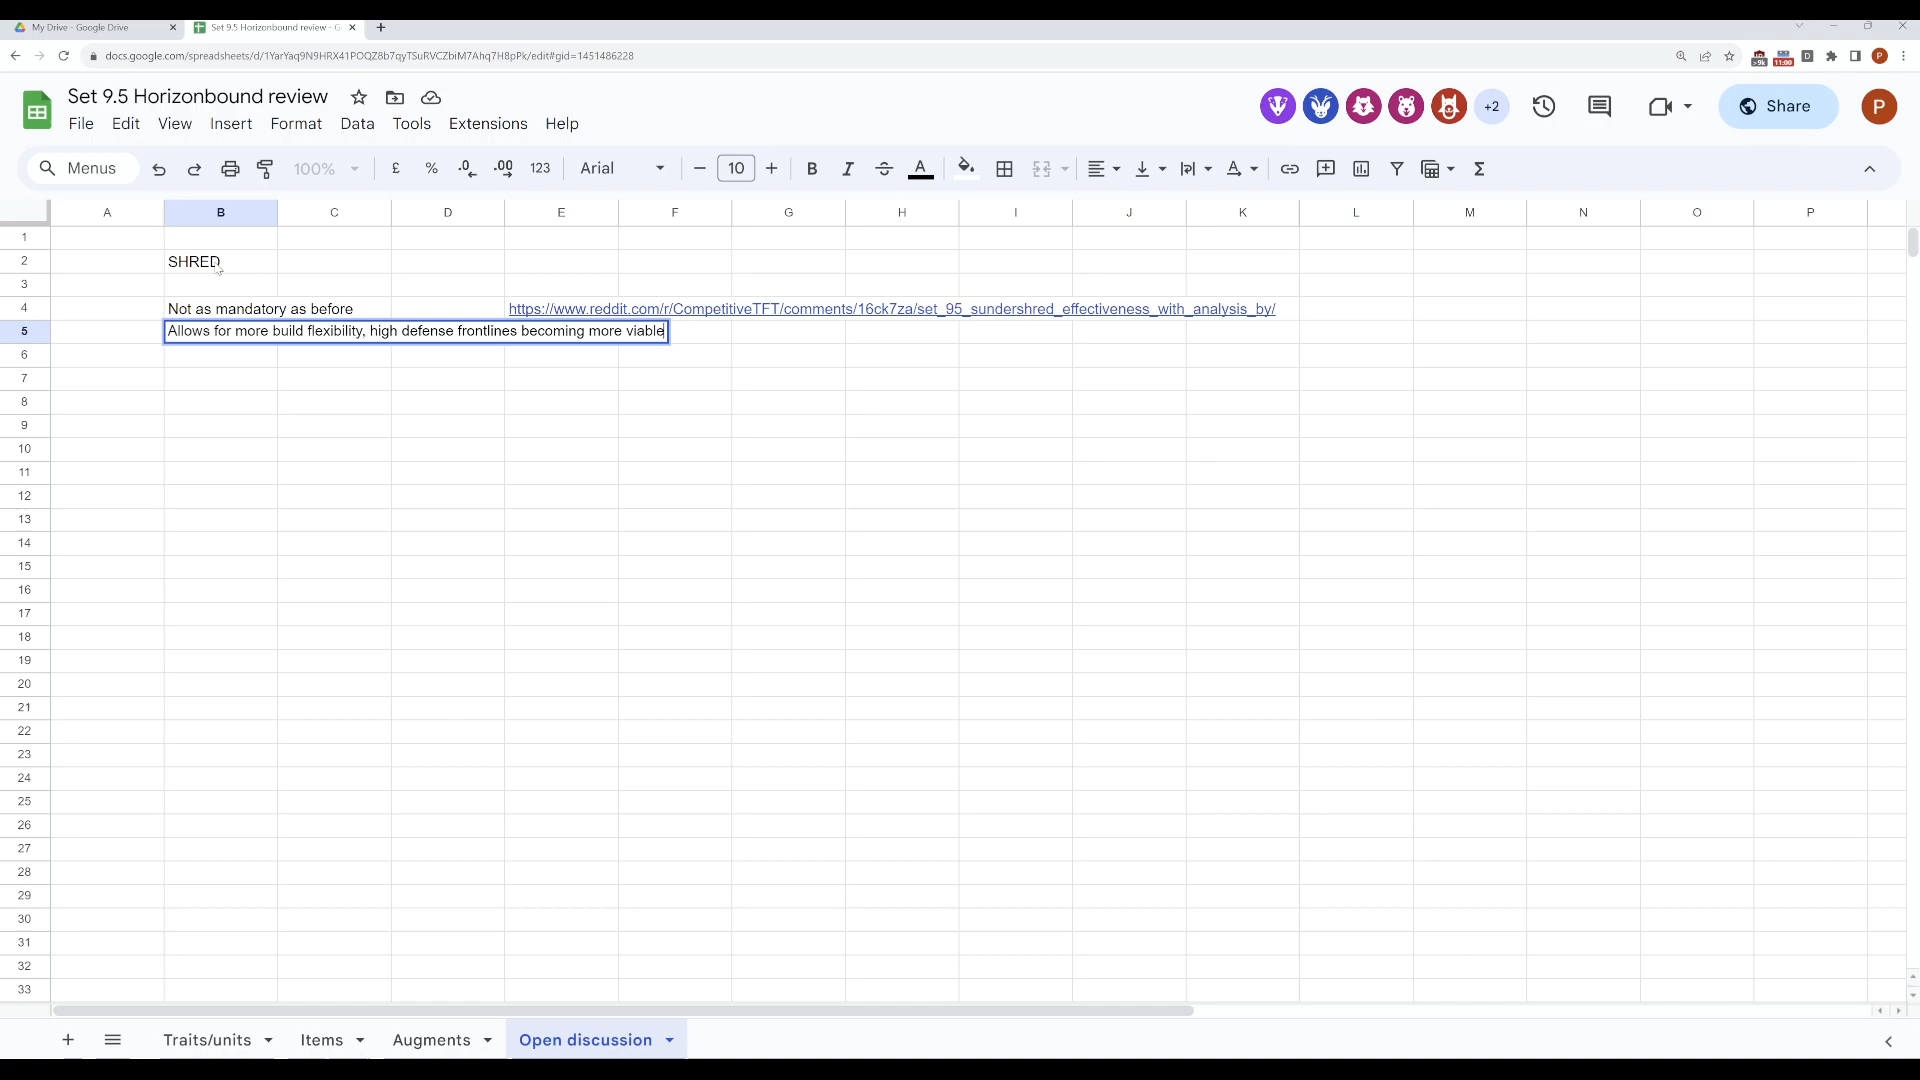 My Drive - Google Drive
Set 9.5 Horizonbound review - G
docs.google.com/spreadsheets/d/1YarYaq9N9HRX41POQZ8b7qyTSuRVCZbiM7Ahq7H8pPk/edit#gid=1451486228
>9k
11:00
D
P
Set 9.5 Horizonbound review
+2
Share
P
File Edit View Insert Format Data Tools Extensions Help
Menus
100%
£ % .0 .00 123
Arial
10
B I A A
A B C D E F G H I J K L M N O P
1
2 SHRED
3
4 Not as mandatory as before https://www.reddit.com/r/CompetitiveTFT/comments/16ck7za/set_95_sundershred_effectiveness_with_analysis_by/
5 Allows for more build flexibility, high defense frontlines becoming more viable
6
7
8
9
10
11
12
13
14
15
16
17
18
19
20
21
22
23
24
25
26
27
28
29
30
31
32
33
Traits/units Items Augments Open discussion